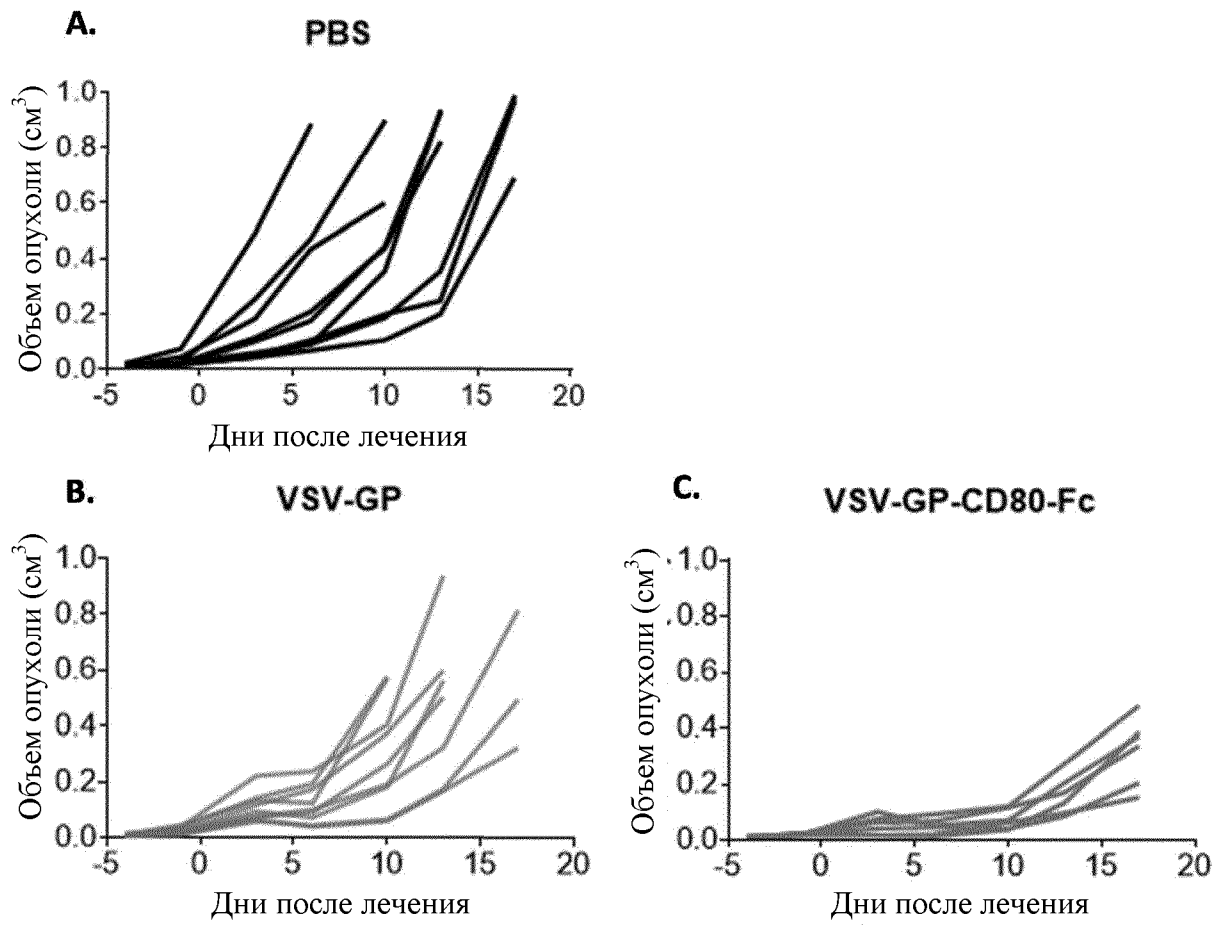 A.
PBS
Объем опухоли (см³)
1.0
0.8
0.6
0.4
0.2
0.0
-5 0 5 10 15 20
Дни после лечения
B.
VSV-GP
Объем опухоли (см³)
1.0
0.8
0.6
0.4
0.2
0.0
-5 0 5 10 15 20
Дни после лечения
C.
VSV-GP-CD80-Fc
Объем опухоли (см³)
1.0
0.8
0.6
0.4
0.2
0.0
-5 0 5 10 15 20
Дни после лечения